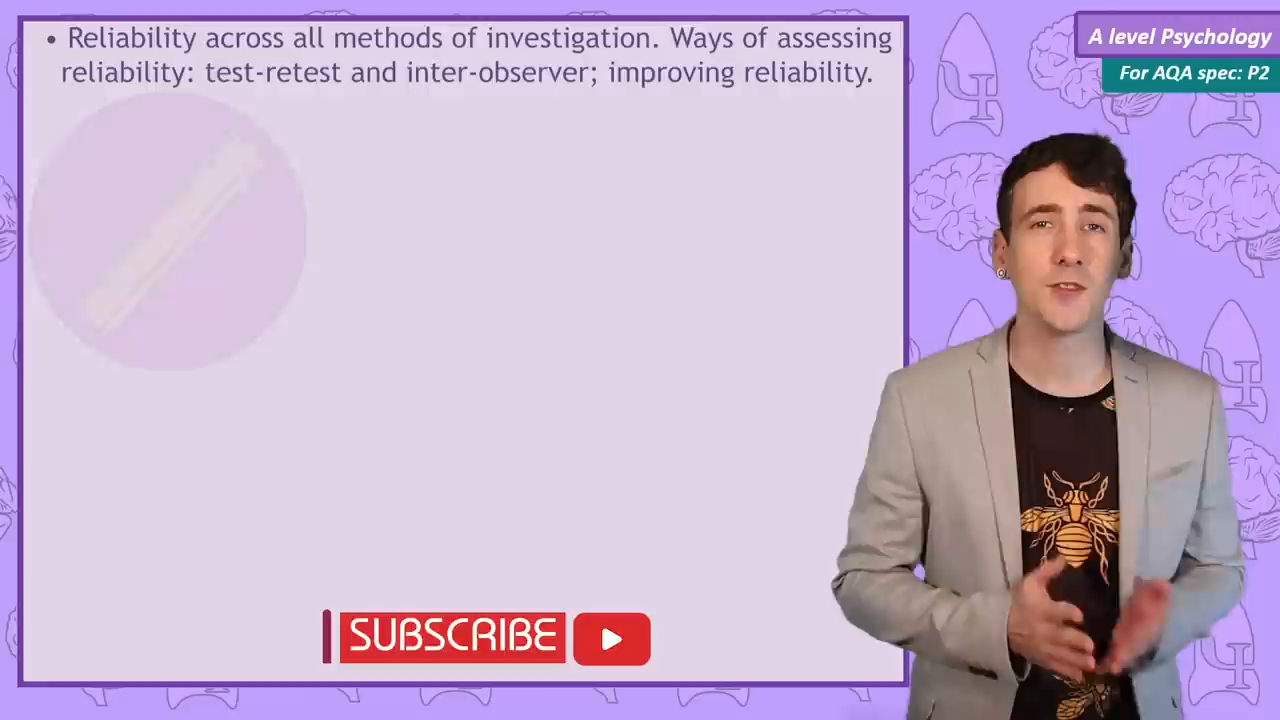 • Reliability across all methods of investigation. Ways of assessing
reliability: test-retest and inter-observer; improving reliability.
A level Psychology
For AQA spec: P2
SUBSCRIBE